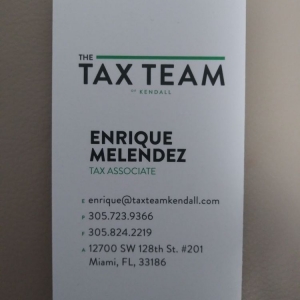 THE
TAX TEAM
OF KENDALL
ENRIQUE
MELENDEZ
TAX ASSOCIATE
E enrique@taxteamkendall.com
P 305.723.9366
F 305.824.2219
A 12700 SW 128th St. #201
Miami, FL, 33186